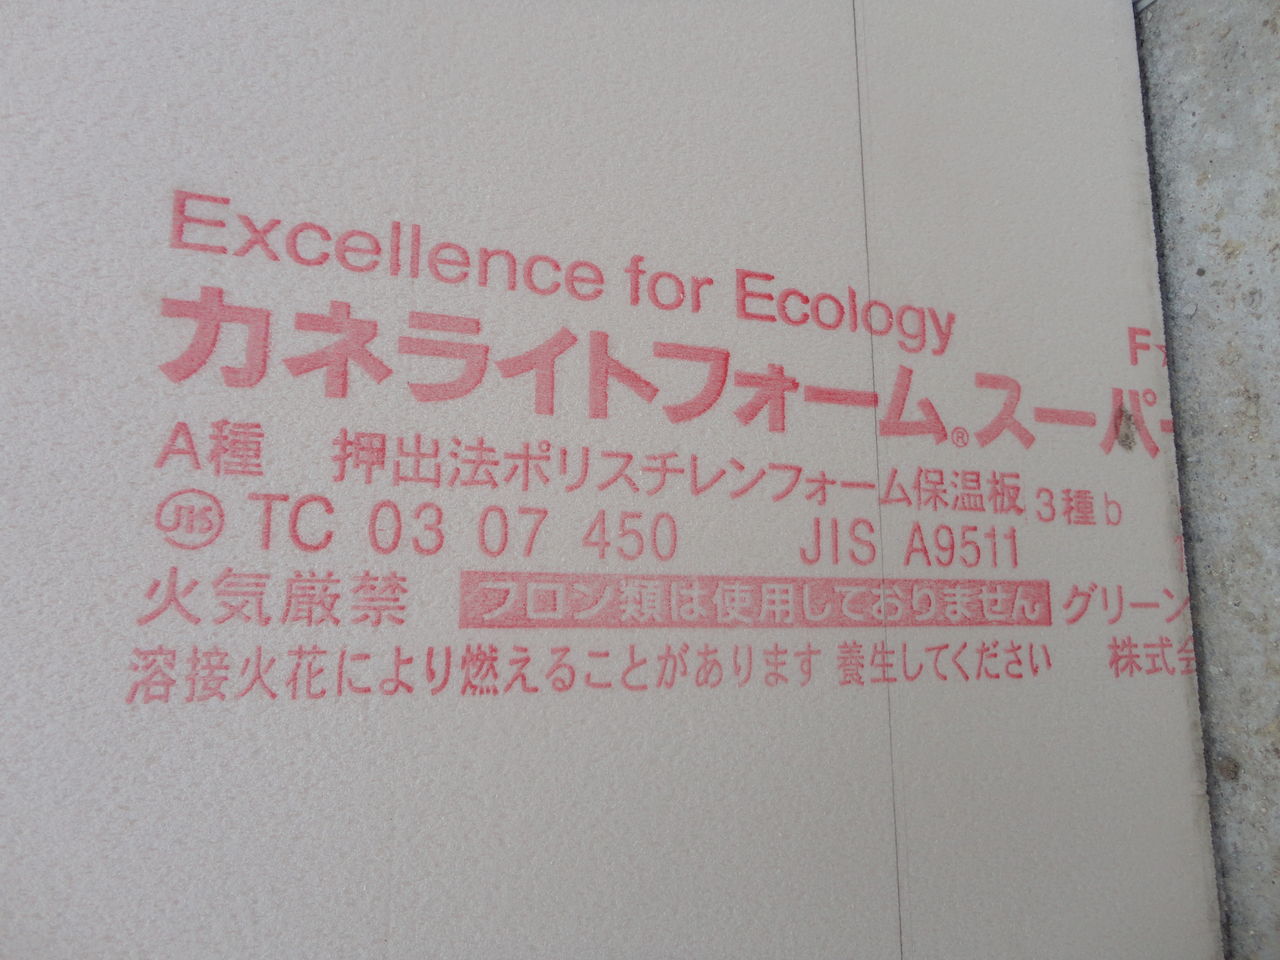 Excellence for Ecology
カネライトフォーム®スーパー F☆
A種 押出法ポリスチレンフォーム保温板 3種b
JIS TC 03 07 450 JIS A9511
火気厳禁 フロン類は使用しておりません グリーン
溶接火花により燃えることがあります 養生してください 株式会